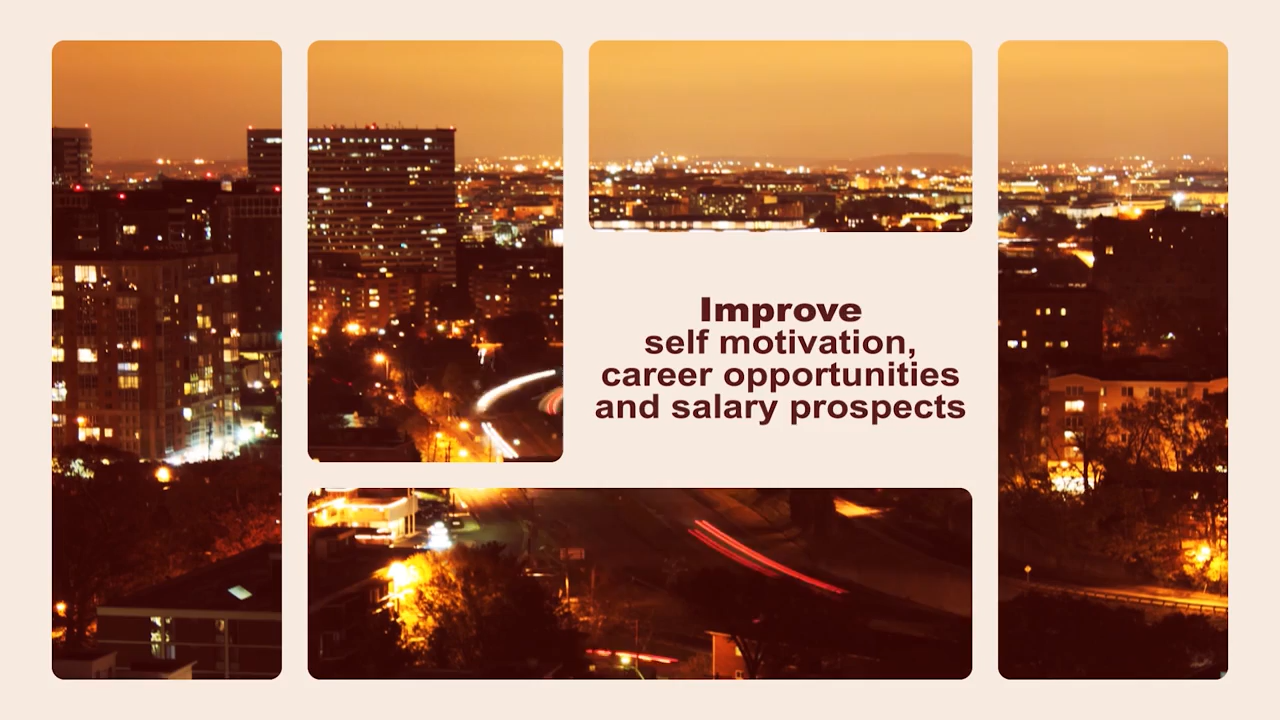 Improve
self motivation,
career opportunities
and salary prospects